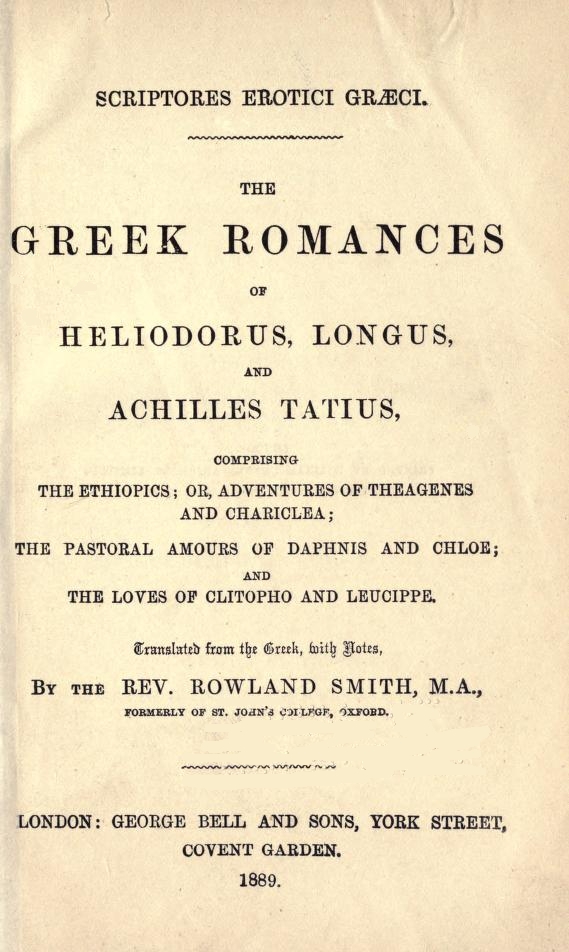 SCRIPTORES EROTICI GRÆCI.
THE
GREEK ROMANCES
OF
HELIODORUS, LONGUS,
AND
ACHILLES TATIUS,
COMPRISING
THE ETHIOPICS; OR, ADVENTURES OF THEAGENES
AND CHARICLEA;
THE PASTORAL AMOURS OF DAPHNIS AND CHLOE;
AND
THE LOVES OF CLITOPHO AND LEUCIPPE.
Translated from the Greek, with Notes,
BY THE REV. ROWLAND SMITH, M.A.,
FORMERLY OF ST. JOHN'S COLLEGE, OXFORD.
LONDON: GEORGE BELL AND SONS, YORK STREET,
COVENT GARDEN.
1889.